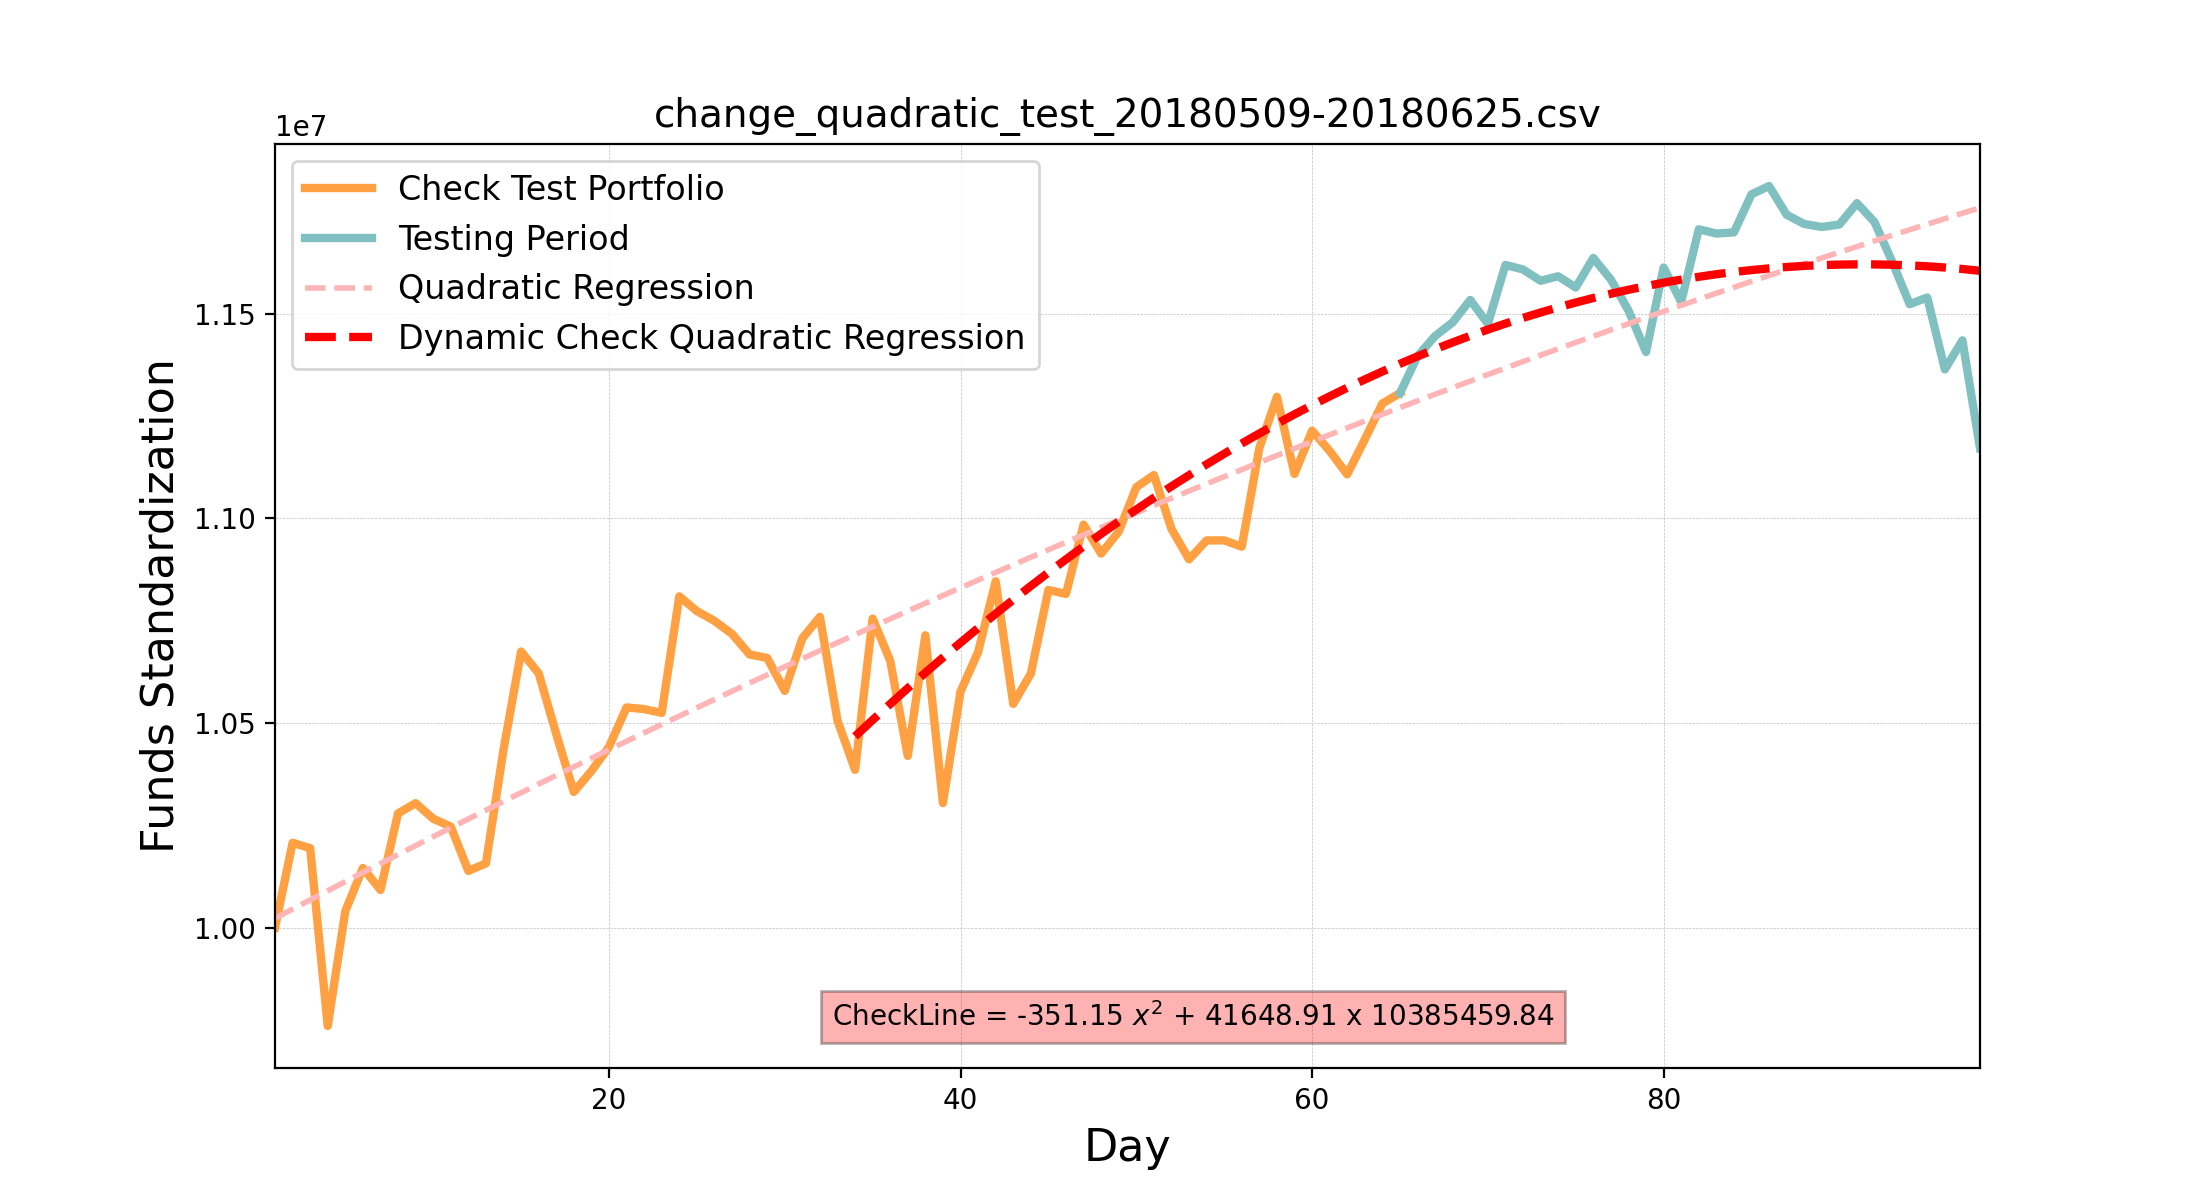 change_quadratic_test_20180509-20180625.csv
1e7
Check Test Portfolio
Testing Period
Quadratic Regression
Dynamic Check Quadratic Regression
Funds Standardization
1.15
1.10
1.05
1.00
CheckLine = -351.15 x² + 41648.91 x 10385459.84
20 40 60 80
Day